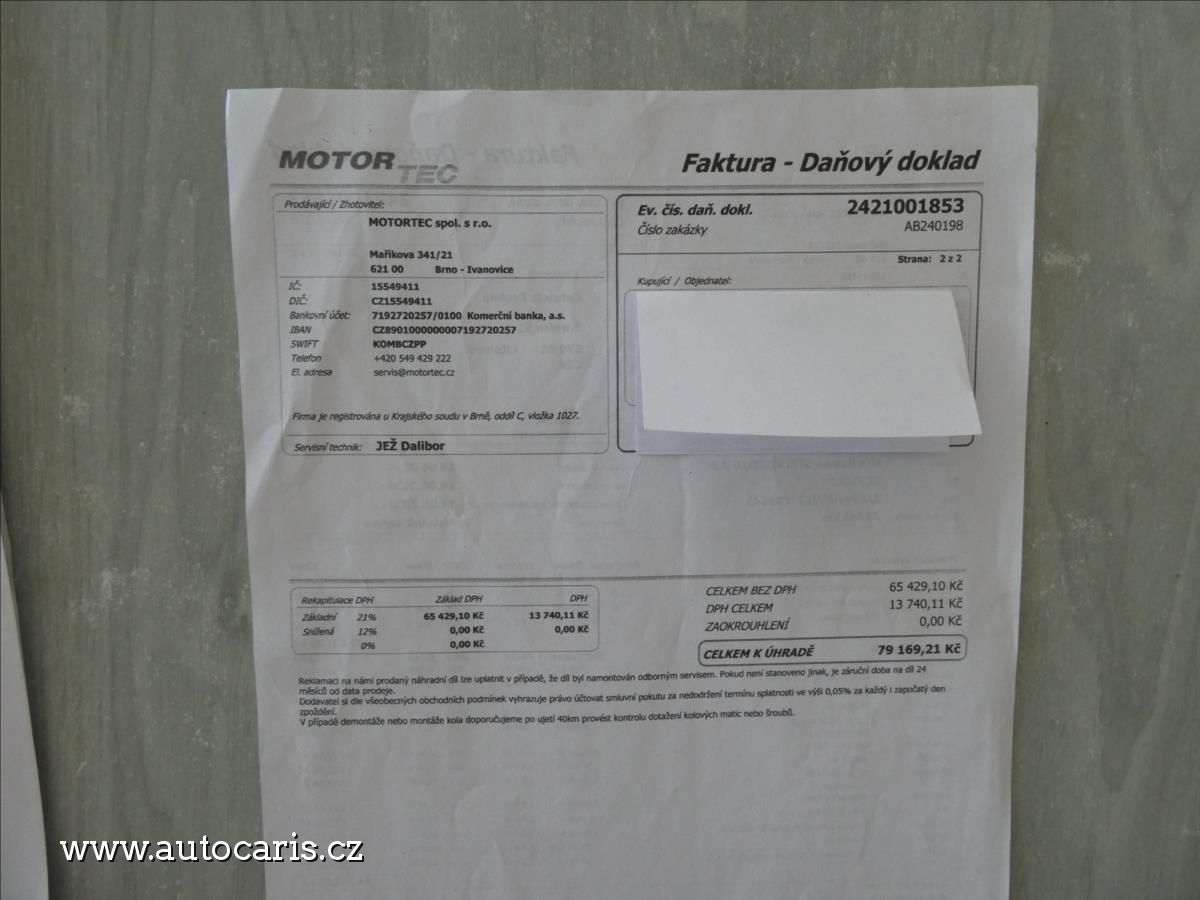 MOTOR TEC
Faktura - Daňový doklad
Prodávající / Zhotovitel:
MOTORTEC spol. s r.o.
Maříkova 341/21
621 00 Brno - Ivanovice
IČ: 15549411
DIČ: CZ15549411
Bankovní účet: 7192720257/0100 Komerční banka, a.s.
IBAN CZ8901000000007192720257
SWIFT KOMBCZPP
Telefon +420 549 429 222
El. adresa servis@motortec.cz
Firma je registrována u Krajského soudu v Brně, oddíl C, vložka 1027.
Servisní technik: JEŽ Dalibor
Ev. čís. daň. dokl. 2421001853
Číslo zakázky AB240198
Strana: 2 z 2
Kupující / Objednatel:
Rekapitulace DPH Základ DPH DPH
Základní 21% 65 429,10 Kč 13 740,11 Kč
Snížená 12% 0,00 Kč 0,00 Kč
0% 0,00 Kč
CELKEM BEZ DPH 65 429,10 Kč
DPH CELKEM 13 740,11 Kč
ZAOKROUHLENÍ 0,00 Kč
CELKEM K ÚHRADĚ 79 169,21 Kč
Reklamaci na námi prodaný náhradní díl lze uplatnit v případě, že díl byl namontován odborným servisem. Pokud není stanoveno jinak, je záruční doba na díl 24
měsíců od data prodeje.
Dodavatel si dle všeobecných obchodních podmínek vyhrazuje právo účtovat smluvní pokutu za nedodržení termínu splatnosti ve výši 0,05% za každý i započatý den
zpoždění.
V případě demontáže nebo montáže kola doporučujeme po ujetí 40km provést kontrolu dotažení kolových matic nebo šroubů.
www.autocaris.cz